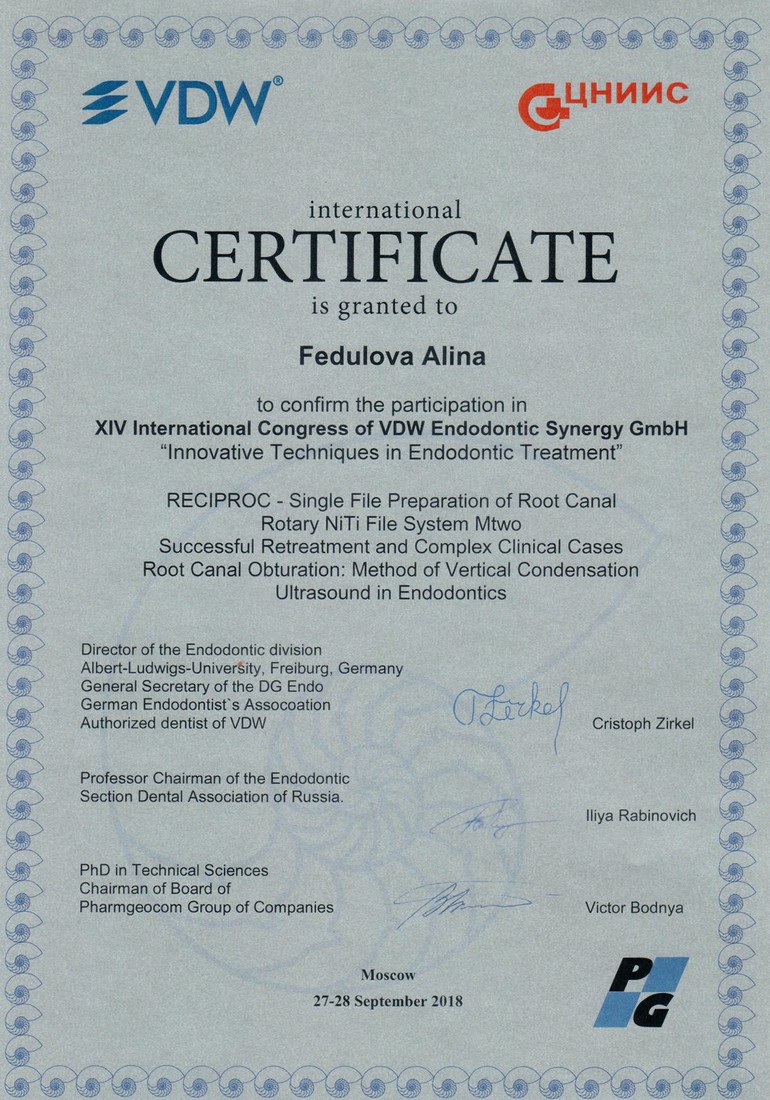 VDW®
ЦНИИС
international
CERTIFICATE
is granted to
Fedulova Alina
to confirm the participation in
XIV International Congress of VDW Endodontic Synergy GmbH
“Innovative Techniques in Endodontic Treatment”
RECIPROC - Single File Preparation of Root Canal
Rotary NiTi File System Mtwo
Successful Retreatment and Complex Clinical Cases
Root Canal Obturation: Method of Vertical Condensation
Ultrasound in Endodontics
Director of the Endodontic division
Albert-Ludwigs-University, Freiburg, Germany
General Secretary of the DG Endo
German Endodontist`s Assocoation
Authorized dentist of VDW
Cristoph Zirkel
Professor Chairman of the Endodontic
Section Dental Association of Russia.
Iliya Rabinovich
PhD in Technical Sciences
Chairman of Board of
Pharmgeocom Group of Companies
Victor Bodnya
Moscow
27-28 September 2018
PG